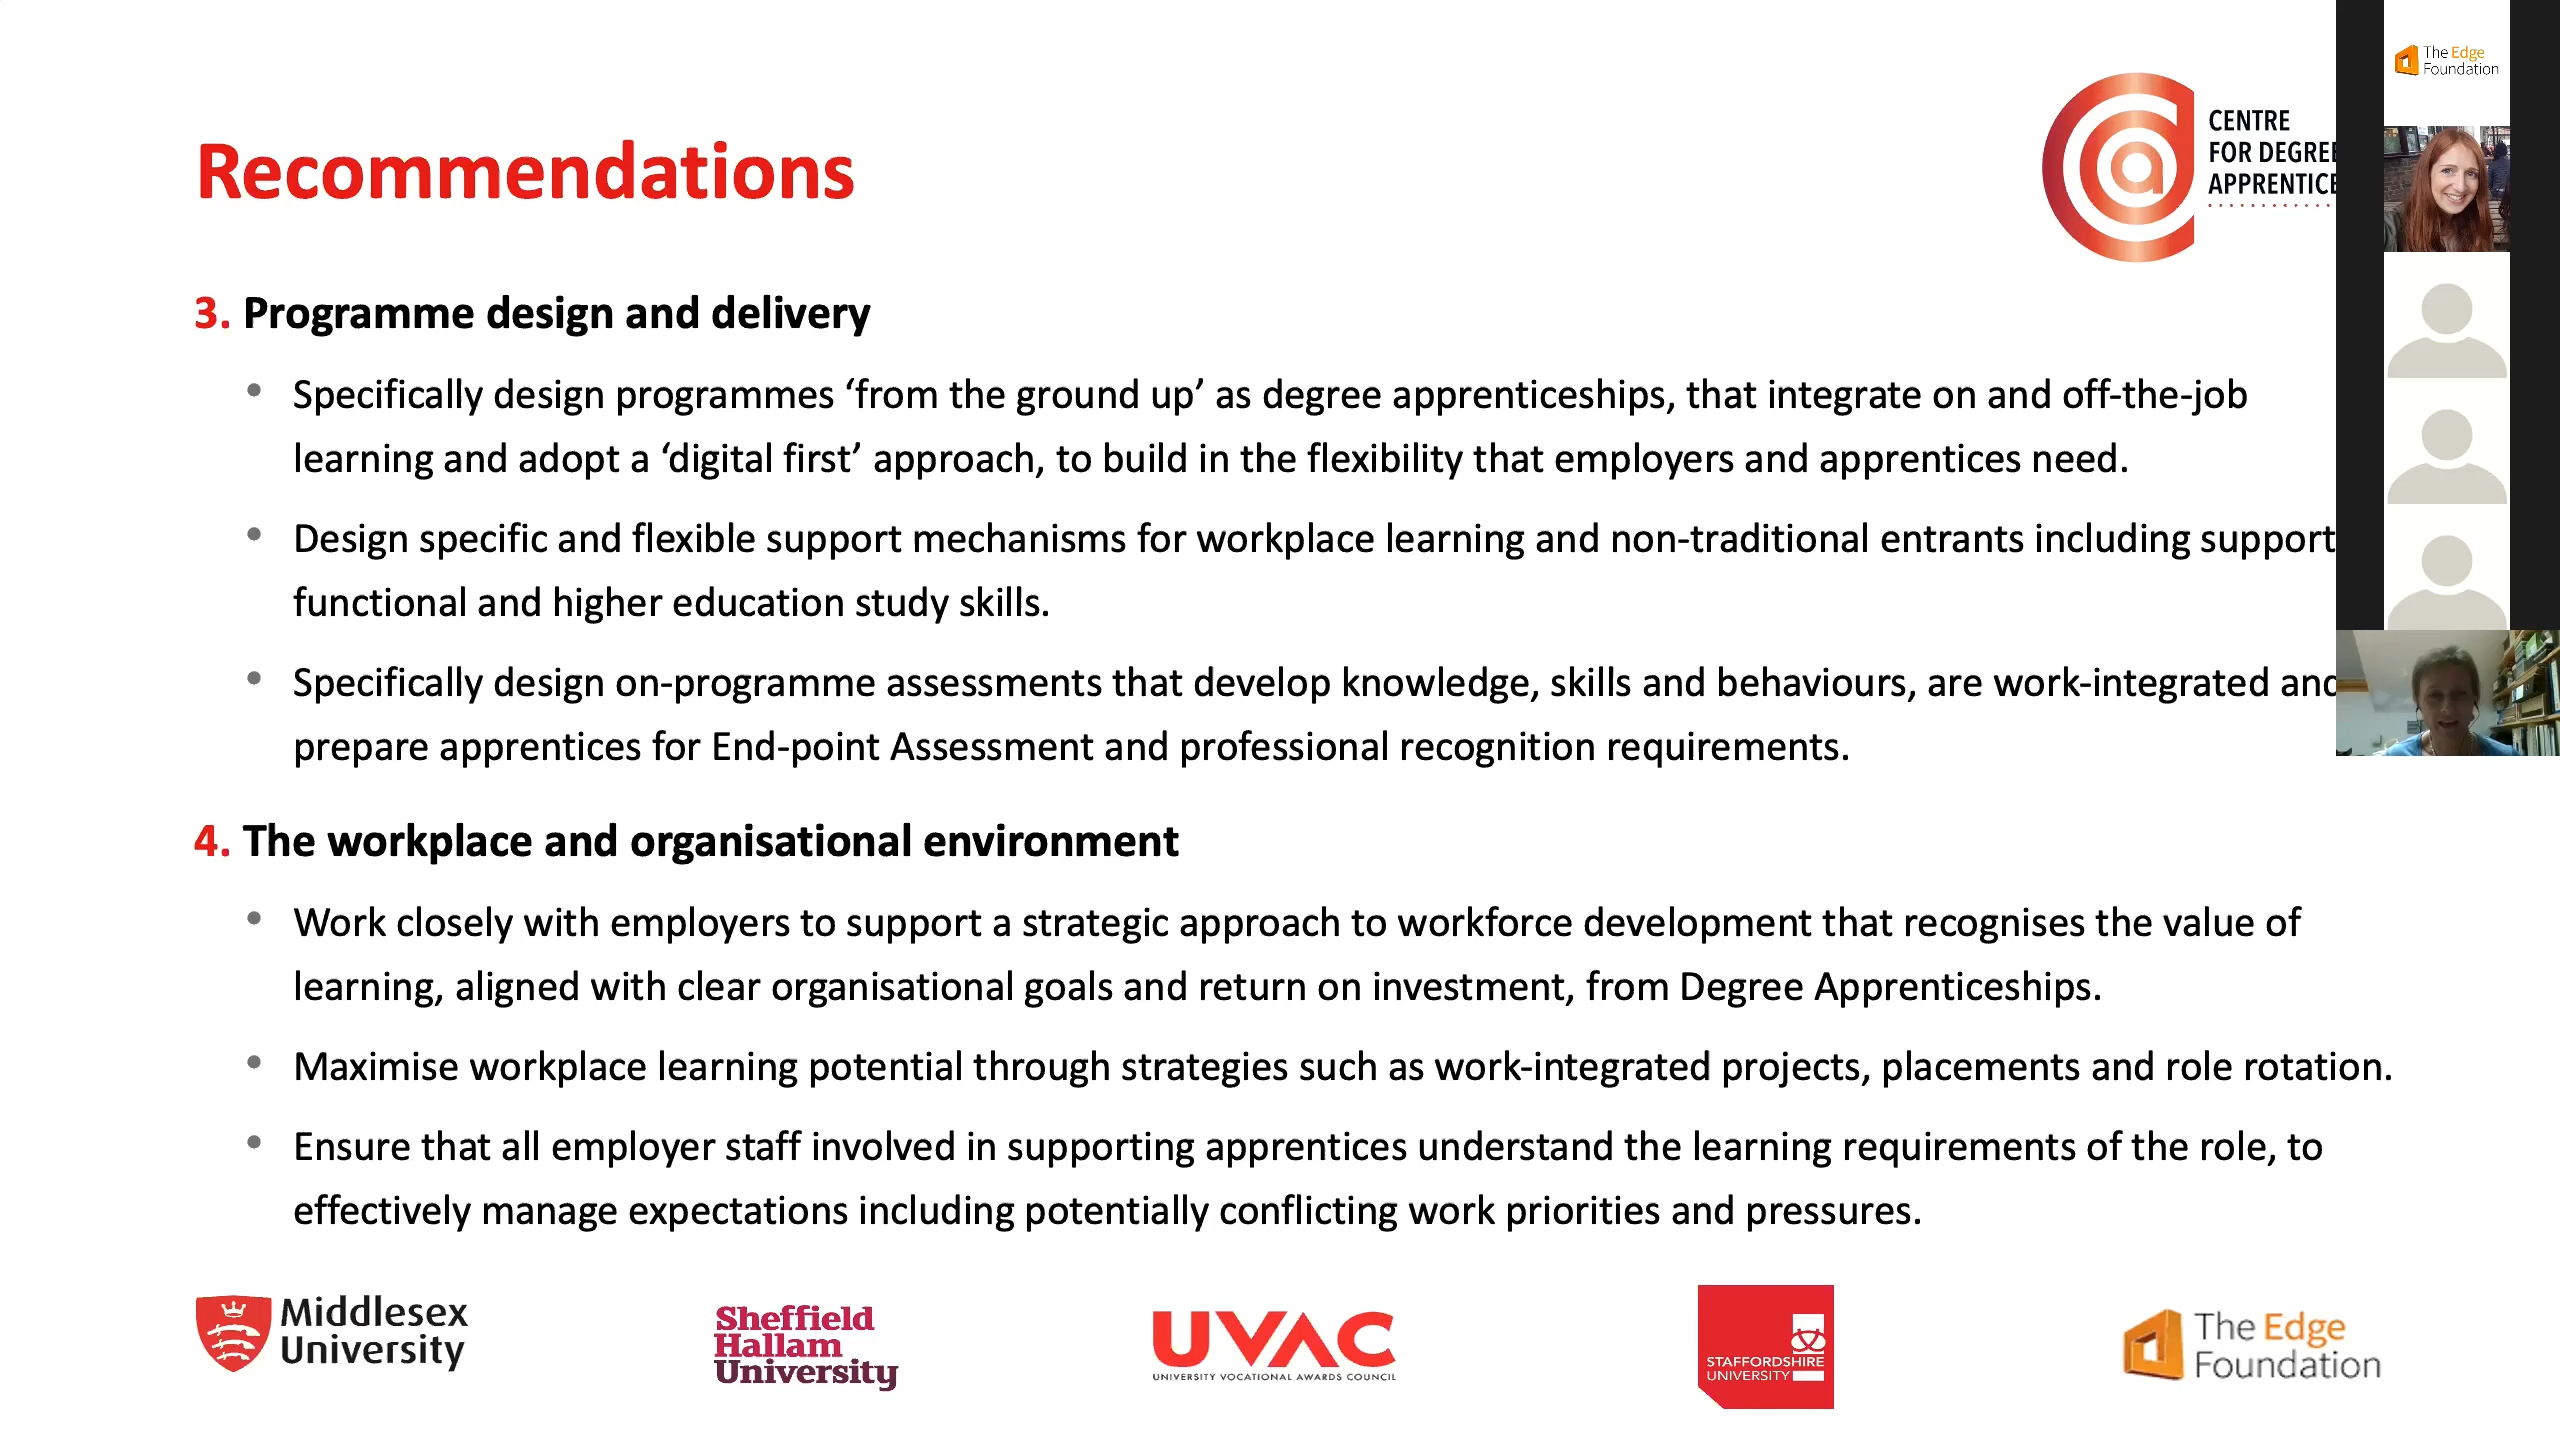 The Edge
Foundation
CENTRE
FOR DEGREE
APPRENTICE
Recommendations
3. Programme design and delivery
• Specifically design programmes ‘from the ground up’ as degree apprenticeships, that integrate on and off-the-job
learning and adopt a ‘digital first’ approach, to build in the flexibility that employers and apprentices need.
• Design specific and flexible support mechanisms for workplace learning and non-traditional entrants including support
functional and higher education study skills.
• Specifically design on-programme assessments that develop knowledge, skills and behaviours, are work-integrated and
prepare apprentices for End-point Assessment and professional recognition requirements.
4. The workplace and organisational environment
• Work closely with employers to support a strategic approach to workforce development that recognises the value of
learning, aligned with clear organisational goals and return on investment, from Degree Apprenticeships.
• Maximise workplace learning potential through strategies such as work-integrated projects, placements and role rotation.
• Ensure that all employer staff involved in supporting apprentices understand the learning requirements of the role, to
effectively manage expectations including potentially conflicting work priorities and pressures.
Middlesex
University
Sheffield
Hallam
University
UVAC
UNIVERSITY VOCATIONAL AWARDS COUNCIL
STAFFORDSHIRE
UNIVERSITY
The Edge
Foundation